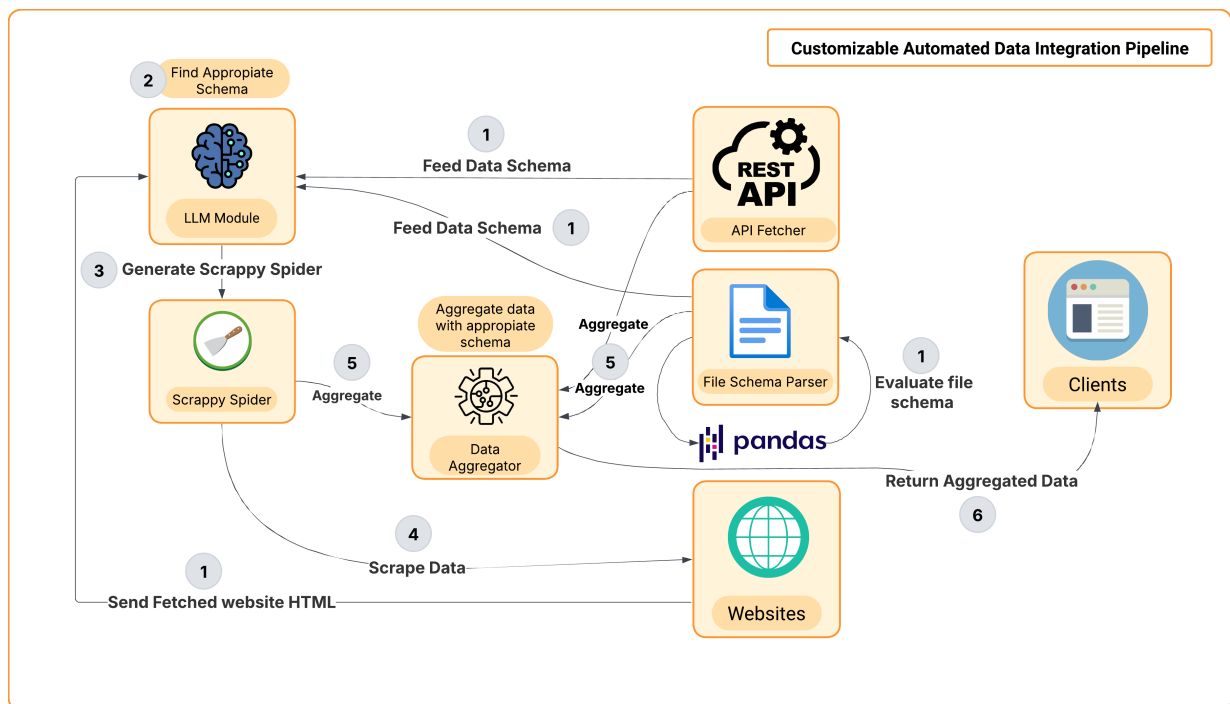 Customizable Automated Data Integration Pipeline
2
Find Appropiate
Schema
LLM Module
1
Feed Data Schema
REST
API
API Fetcher
Feed Data Schema
1
3
Generate Scrappy Spider
Scrappy Spider
Aggregate data
with appropiate
schema
Aggregate
5
Aggregate
5
Aggregate
Data
Aggregator
File Schema Parser
1
Evaluate file
schema
pandas
Clients
Return Aggregated Data
6
4
Scrape Data
1
Send Fetched website HTML
Websites